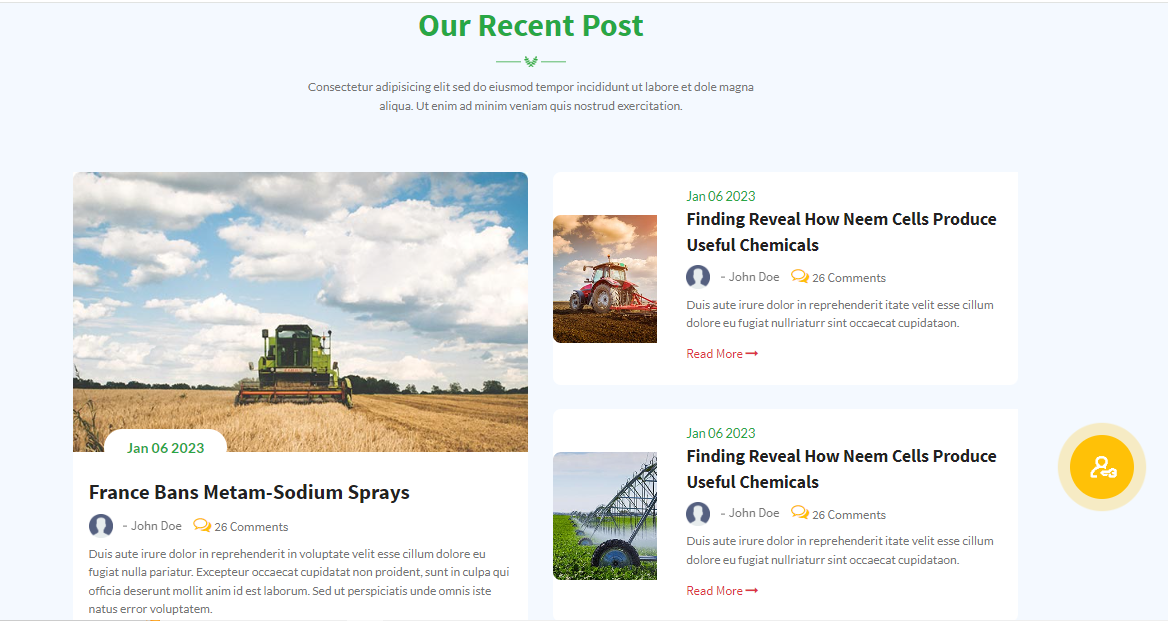 Our Recent Post
Consectetur adipisicing elit sed do eiusmod tempor incididunt ut labore et dole magna
aliqua. Ut enim ad minim veniam quis nostrud exercitation.
Jan 06 2023
France Bans Metam-Sodium Sprays
- John Doe 26 Comments
Duis aute irure dolor in reprehenderit in voluptate velit esse cillum dolore eu
fugiat nulla pariatur. Excepteur occaecat cupidatat non proident, sunt in culpa qui
officia deserunt mollit anim id est laborum. Sed ut perspiciatis unde omnis iste
natus error voluptatem.
Jan 06 2023
Finding Reveal How Neem Cells Produce
Useful Chemicals
- John Doe 26 Comments
Duis aute irure dolor in reprehenderit itate velit esse cillum
dolore eu fugiat nullriaturr sint occaecat cupidataon.
Read More
Jan 06 2023
Finding Reveal How Neem Cells Produce
Useful Chemicals
- John Doe 26 Comments
Duis aute irure dolor in reprehenderit itate velit esse cillum
dolore eu fugiat nullriaturr sint occaecat cupidataon.
Read More